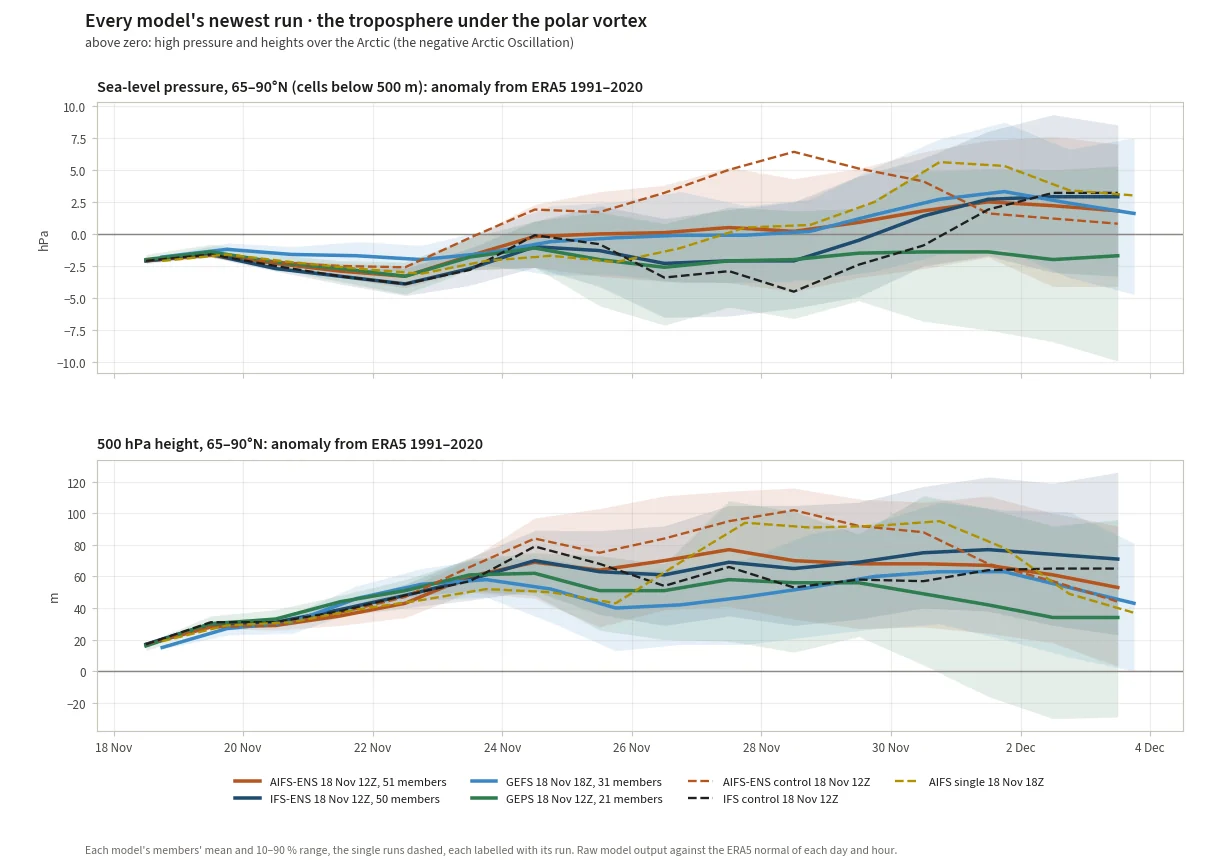 Every model's newest run · the troposphere under the polar vortex
above zero: high pressure and heights over the Arctic (the negative Arctic Oscillation)
Sea-level pressure, 65–90°N (cells below 500 m): anomaly from ERA5 1991–2020
10.0
7.5
5.0
2.5
0.0
−2.5
−5.0
−7.5
−10.0
hPa
500 hPa height, 65–90°N: anomaly from ERA5 1991–2020
120
100
80
60
40
20
0
−20
m
18 Nov 20 Nov 22 Nov 24 Nov 26 Nov 28 Nov 30 Nov 2 Dec 4 Dec
AIFS-ENS 18 Nov 12Z, 51 members GEFS 18 Nov 18Z, 31 members AIFS-ENS control 18 Nov 12Z AIFS single 18 Nov 18Z
IFS-ENS 18 Nov 12Z, 50 members GEPS 18 Nov 12Z, 21 members IFS control 18 Nov 12Z
Each model's members' mean and 10–90 % range, the single runs dashed, each labelled with its run. Raw model output against the ERA5 normal of each day and hour.